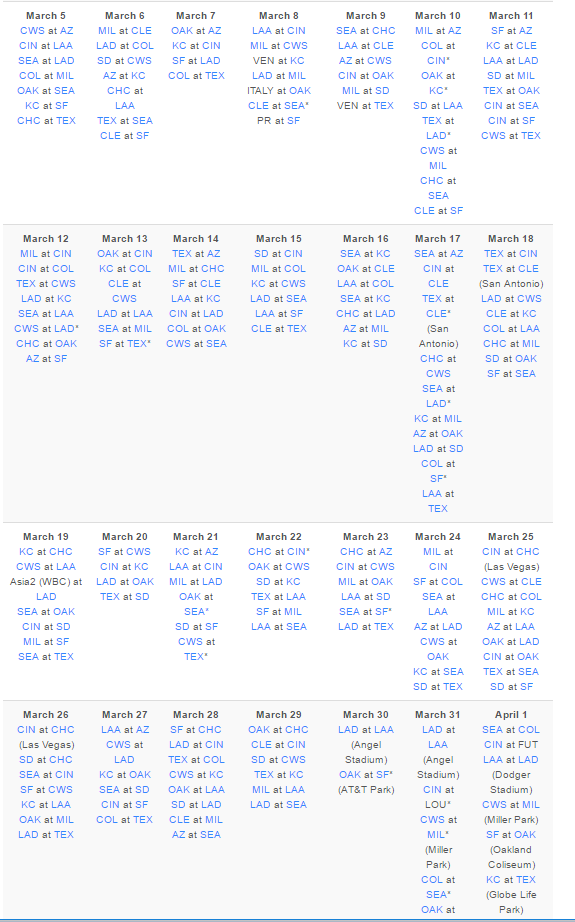 March 5
CWS at AZ
CIN at LAA
SEA at LAD
COL at MIL
OAK at SEA
KC at SF
CHC at TEX
March 6
MIL at CLE
LAD at COL
SD at CWS
AZ at KC
CHC at
LAA
TEX at SEA
CLE at SF
March 7
OAK at AZ
KC at CIN
SF at LAD
COL at TEX
March 8
LAA at CIN
MIL at CWS
VEN at KC
LAD at MIL
ITALY at OAK
CLE at SEA*
PR at SF
March 9
SEA at CHC
LAA at CLE
AZ at CWS
CIN at OAK
MIL at SD
VEN at TEX
March 10
MIL at AZ
COL at
CIN*
OAK at
KC*
SD at LAA
TEX at
LAD*
CWS at
MIL
CHC at
SEA
CLE at SF
March 11
SF at AZ
KC at CLE
LAA at LAD
SD at MIL
TEX at OAK
CIN at SEA
CIN at SF
CWS at TEX
March 12
MIL at CIN
CIN at COL
TEX at CWS
LAD at KC
SEA at LAA
CWS at LAD*
CHC at OAK
AZ at SF
March 13
OAK at CIN
KC at COL
CLE at
CWS
LAD at LAA
SEA at MIL
SF at TEX*
March 14
TEX at AZ
MIL at CHC
SF at CLE
LAA at KC
CIN at LAD
COL at OAK
CWS at SEA
March 15
SD at CIN
MIL at COL
KC at CWS
LAD at SEA
LAA at SF
CLE at TEX
March 16
SEA at KC
OAK at CLE
LAA at COL
SEA at KC
CHC at LAD
AZ at MIL
KC at SD
March 17
SEA at AZ
CIN at
CLE
TEX at
CLE*
(San
Antonio)
CHC at
CWS
SEA at
LAD*
KC at MIL
AZ at OAK
LAD at SD
COL at
SF*
LAA at
TEX
March 18
TEX at CIN
TEX at CLE
(San Antonio)
LAD at CWS
CLE at KC
COL at LAA
CHC at MIL
SD at OAK
SF at SEA
March 19
KC at CHC
CWS at LAA
Asia2 (WBC) at
LAD
SEA at OAK
CIN at SD
MIL at SF
SEA at TEX
March 20
SF at CWS
CIN at KC
LAD at OAK
TEX at SD
March 21
KC at AZ
LAA at CIN
MIL at LAD
OAK at
SEA*
SD at SF
CWS at
TEX*
March 22
CHC at CIN*
OAK at CWS
SD at KC
TEX at LAA
SF at MIL
LAA at SEA
March 23
CHC at AZ
CIN at CWS
MIL at OAK
LAA at SD
SEA at SF*
LAD at TEX
March 24
MIL at
CIN
SF at COL
SEA at
LAA
AZ at LAD
CWS at
OAK
KC at SEA
SD at TEX
March 25
CIN at CHC
(Las Vegas)
CWS at CLE
CHC at COL
MIL at KC
AZ at LAA
OAK at LAD
CIN at OAK
TEX at SEA
SD at SF
March 26
CIN at CHC
(Las Vegas)
SD at CHC
SEA at CIN
SF at CWS
KC at LAA
OAK at MIL
LAD at TEX
March 27
LAA at AZ
CWS at
LAD
KC at OAK
SEA at SD
CIN at SF
COL at TEX
March 28
SF at CHC
LAD at CIN
TEX at COL
CWS at KC
OAK at LAA
SD at LAD
CLE at MIL
AZ at SEA
March 29
OAK at CHC
CLE at CIN
SD at CWS
TEX at KC
MIL at LAA
LAD at SEA
March 30
LAD at LAA
(Angel
Stadium)
OAK at SF*
(AT&T Park)
March 31
LAD at
LAA
(Angel
Stadium)
CIN at
LOU*
CWS at
MIL*
(Miller
Park)
COL at
SEA*
OAK at
April 1
SEA at COL
CIN at FUT
LAA at LAD
(Dodger
Stadium)
CWS at MIL
(Miller Park)
SF at OAK
(Oakland
Coliseum)
KC at TEX
(Globe Life
Park)